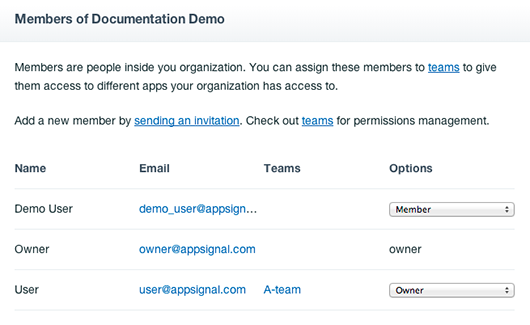 Members of Documentation Demo
Members are people inside you organization. You can assign these members to teams to give
them access to different apps your organization has access to.
Add a new member by sending an invitation. Check out teams for permissions management.
Name Email Teams Options
Demo User demo_user@appsign... Member
Owner owner@appsignal.com owner
User user@appsignal.com A-team Owner